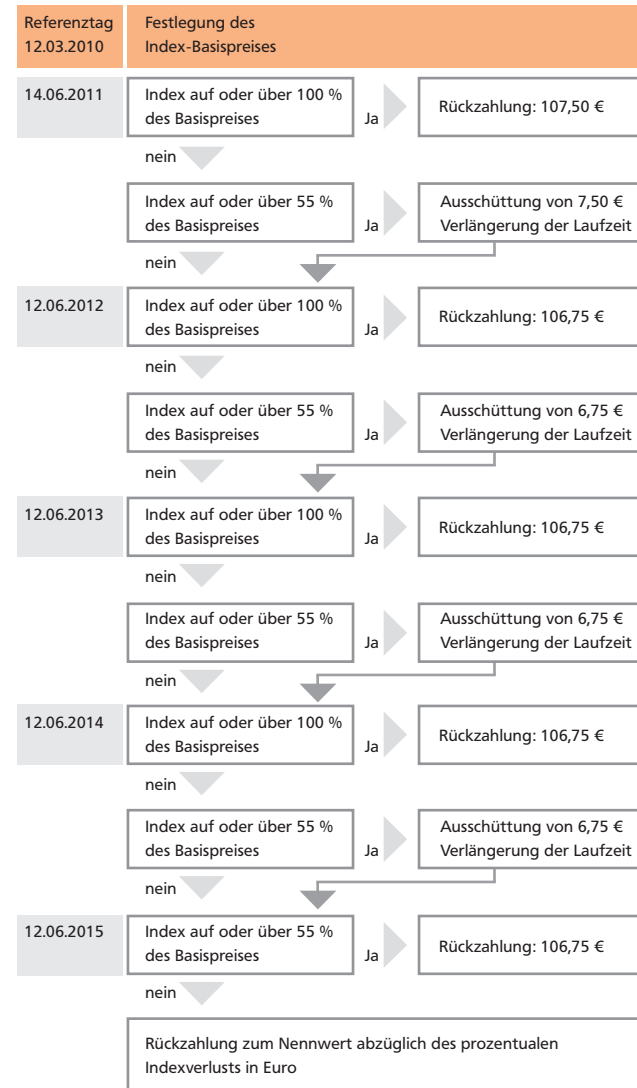 Referenztag
12.03.2010
Festlegung des
Index-Basispreises
14.06.2011
Index auf oder über 100 %
des Basispreises
Ja
Rückzahlung: 107,50 €
nein
Index auf oder über 55 %
des Basispreises
Ja
Ausschüttung von 7,50 €
Verlängerung der Laufzeit
nein
12.06.2012
Index auf oder über 100 %
des Basispreises
Ja
Rückzahlung: 106,75 €
nein
Index auf oder über 55 %
des Basispreises
Ja
Ausschüttung von 6,75 €
Verlängerung der Laufzeit
nein
12.06.2013
Index auf oder über 100 %
des Basispreises
Ja
Rückzahlung: 106,75 €
nein
Index auf oder über 55 %
des Basispreises
Ja
Ausschüttung von 6,75 €
Verlängerung der Laufzeit
nein
12.06.2014
Index auf oder über 100 %
des Basispreises
Ja
Rückzahlung: 106,75 €
nein
Index auf oder über 55 %
des Basispreises
Ja
Ausschüttung von 6,75 €
Verlängerung der Laufzeit
nein
12.06.2015
Index auf oder über 55 %
des Basispreises
Ja
Rückzahlung: 106,75 €
nein
Rückzahlung zum Nennwert abzüglich des prozentualen
Indexverlusts in Euro